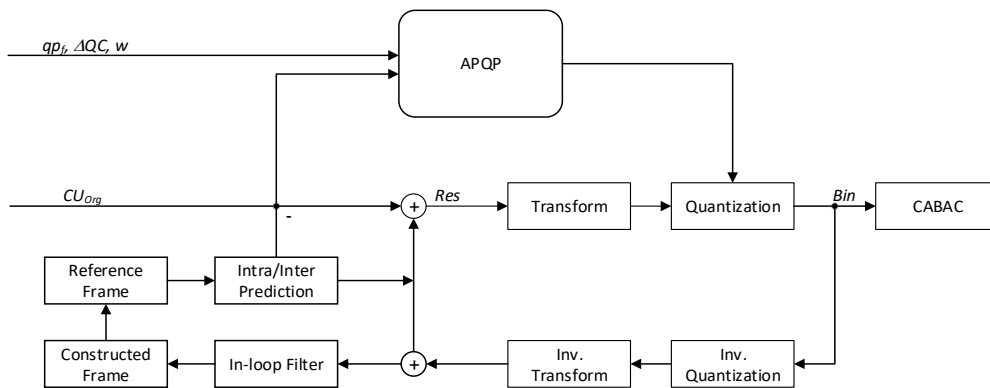 qpf, ΔQC, w
APQP
CUOrg
-
+
Res
Transform
Quantization
Bin
CABAC
Reference
Frame
Intra/Inter
Prediction
Constructed
Frame
In-loop Filter
+
Inv.
Transform
Inv.
Quantization